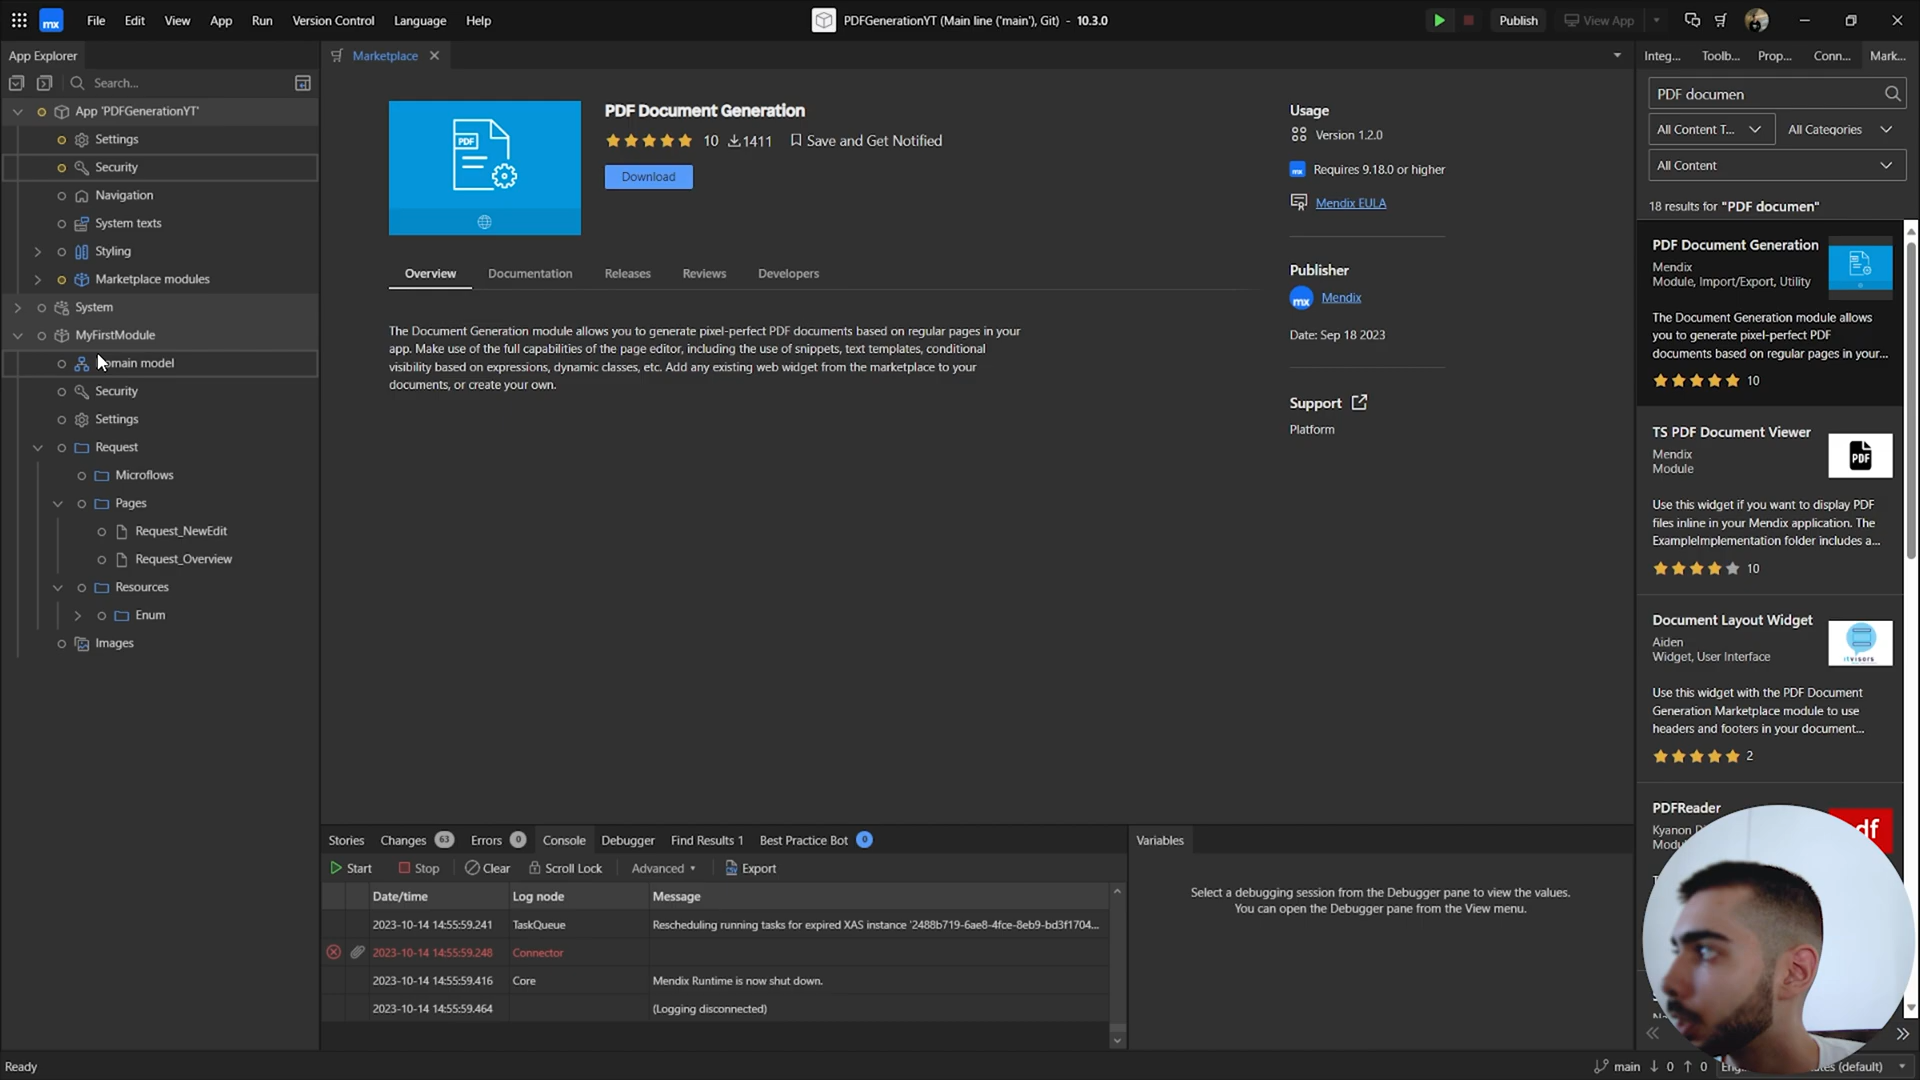 mx File Edit View App Run Version Control Language Help
PDFGenerationYT (Main line ('main'), Git) - 10.3.0
Publish View App
App Explorer
Search...
App 'PDFGenerationYT'
Settings
Security
Navigation
System texts
Styling
Marketplace modules
System
MyFirstModule
omain model
Security
Settings
Request
Microflows
Pages
Request_NewEdit
Request_Overview
Resources
Enum
Images
Marketplace
PDF
PDF Document Generation
10 1411 Save and Get Notified
Download
Overview Documentation Releases Reviews Developers
The Document Generation module allows you to generate pixel-perfect PDF documents based on regular pages in your
app. Make use of the full capabilities of the page editor, including the use of snippets, text templates, conditional
visibility based on expressions, dynamic classes, etc. Add any existing web widget from the marketplace to your
documents, or create your own.
Usage
Version 1.2.0
mx Requires 9.18.0 or higher
Mendix EULA
Publisher
mx Mendix
Date: Sep 18 2023
Support
Platform
Integ... Toolb... Prop... Conn... Mark...
PDF documen
All Content T... All Categories
All Content
18 results for "PDF documen"
PDF Document Generation
Mendix
Module, Import/Export, Utility
The Document Generation module allows
you to generate pixel-perfect PDF
documents based on regular pages in your...
10
TS PDF Document Viewer
Mendix
Module
PDF
Use this widget if you want to display PDF
files inline in your Mendix application. The
ExampleImplementation folder includes a...
10
Document Layout Widget
Aiden
Widget, User Interface
itvisors
Use this widget with the PDF Document
Generation Marketplace module to use
headers and footers in your document...
2
PDFReader
Kyanon D
Modu
df
Stories Changes 63 Errors 0 Console Debugger Find Results 1 Best Practice Bot 0
Start Stop Clear Scroll Lock Advanced Export
Date/time Log node Message
2023-10-14 14:55:59.241 TaskQueue Rescheduling running tasks for expired XAS instance '2488b719-6ae8-4fce-8eb9-bd3f1704...
2023-10-14 14:55:59.248 Connector
2023-10-14 14:55:59.416 Core Mendix Runtime is now shut down.
2023-10-14 14:55:59.464 (Logging disconnected)
Variables
Select a debugging session from the Debugger pane to view the values.
You can open the Debugger pane from the View menu.
Ready
main 0 0 (default)